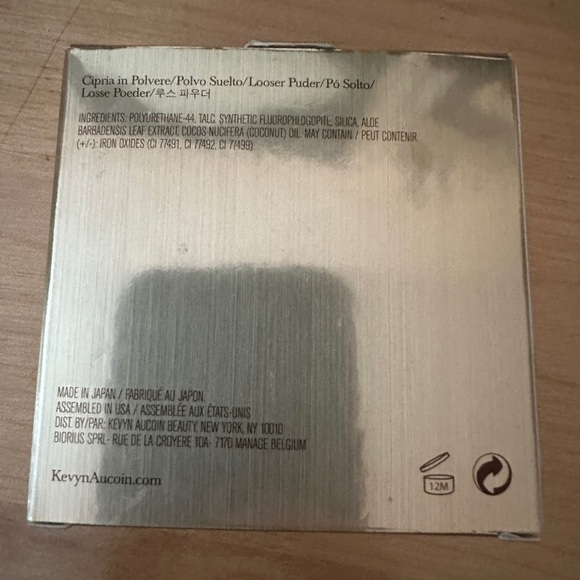 Cipria in Polvere/Polvo Suelto/Looser Puder/Pó Solto/
Losse Poeder/루스 파우더
INGREDIENTS: POLYURETHANE-44, TALC, SYNTHETIC FLUORPHLOGOPITE, SILICA, ALOE
BARBADENSIS LEAF EXTRACT, COCOS NUCIFERA (COCONUT) OIL. MAY CONTAIN / PEUT CONTENIR
(+/-): IRON OXIDES (CI 77491, CI 77492, CI 77499)
MADE IN JAPAN / FABRIQUÉ AU JAPON.
ASSEMBLED IN USA / ASSEMBLÉE AUX ÉTATS-UNIS
DIST. BY/PAR: KEVYN AUCOIN BEAUTY, NEW YORK, NY 10010
BIORIUS SPRL- RUE DE LA CROYERE 10A- 7170 MANAGE BELGIUM
KevynAucoin.com
12M